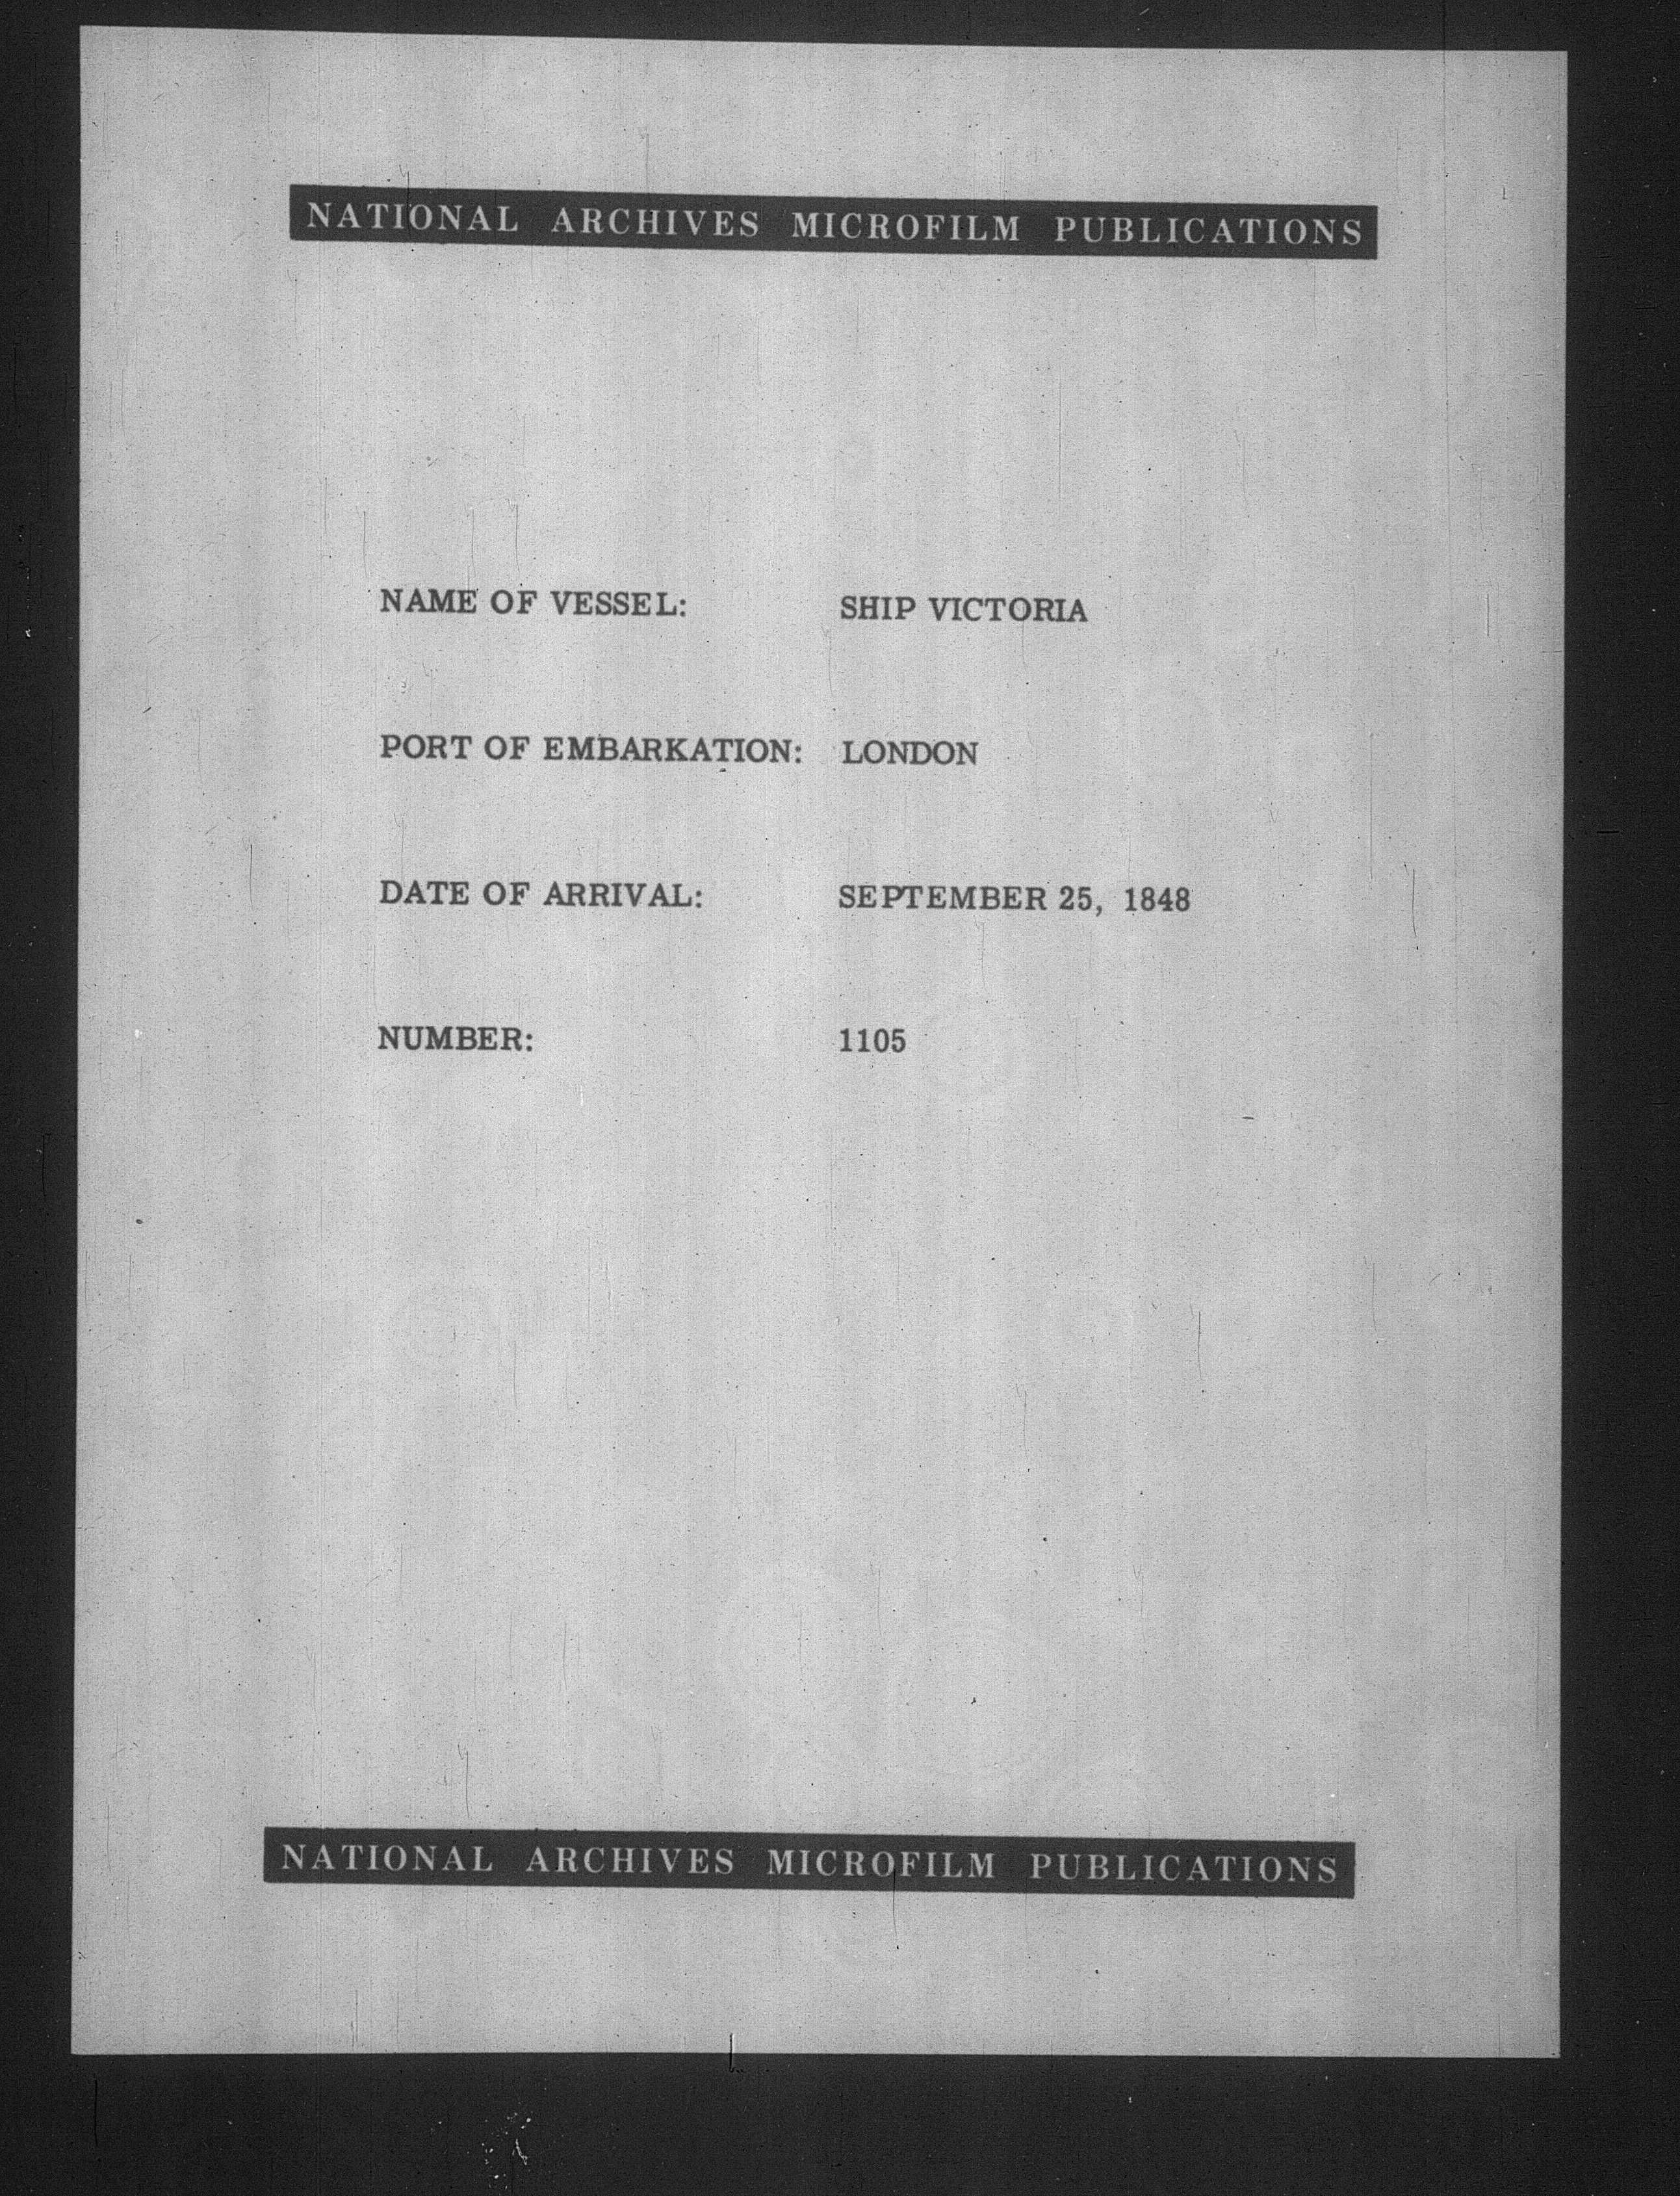 NATIONAL ARCHIVES MICROFILM PUBLICATIONS
NAME OF VESSEL: SHIP VICTORIA
PORT OF EMBARKATION: LONDON
DATE OF ARRIVAL: SEPTEMBER 25, 1848
NUMBER: 1105
NATIONAL ARCHIVES MICROFILM PUBLICATIONS